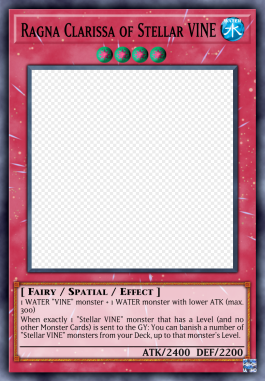 Ragna Clarissa of Stellar VINE
WATER
水
[ Fairy / Spatial / Effect ]
1 WATER "VINE" monster + 1 WATER monster with lower ATK (max.
300)
When exactly 1 "Stellar VINE" monster that has a Level (and no
other Monster Cards) is sent to the GY: You can banish a number of
"Stellar VINE" monsters from your Deck, up to that monster's Level.
ATK/2400 DEF/2200